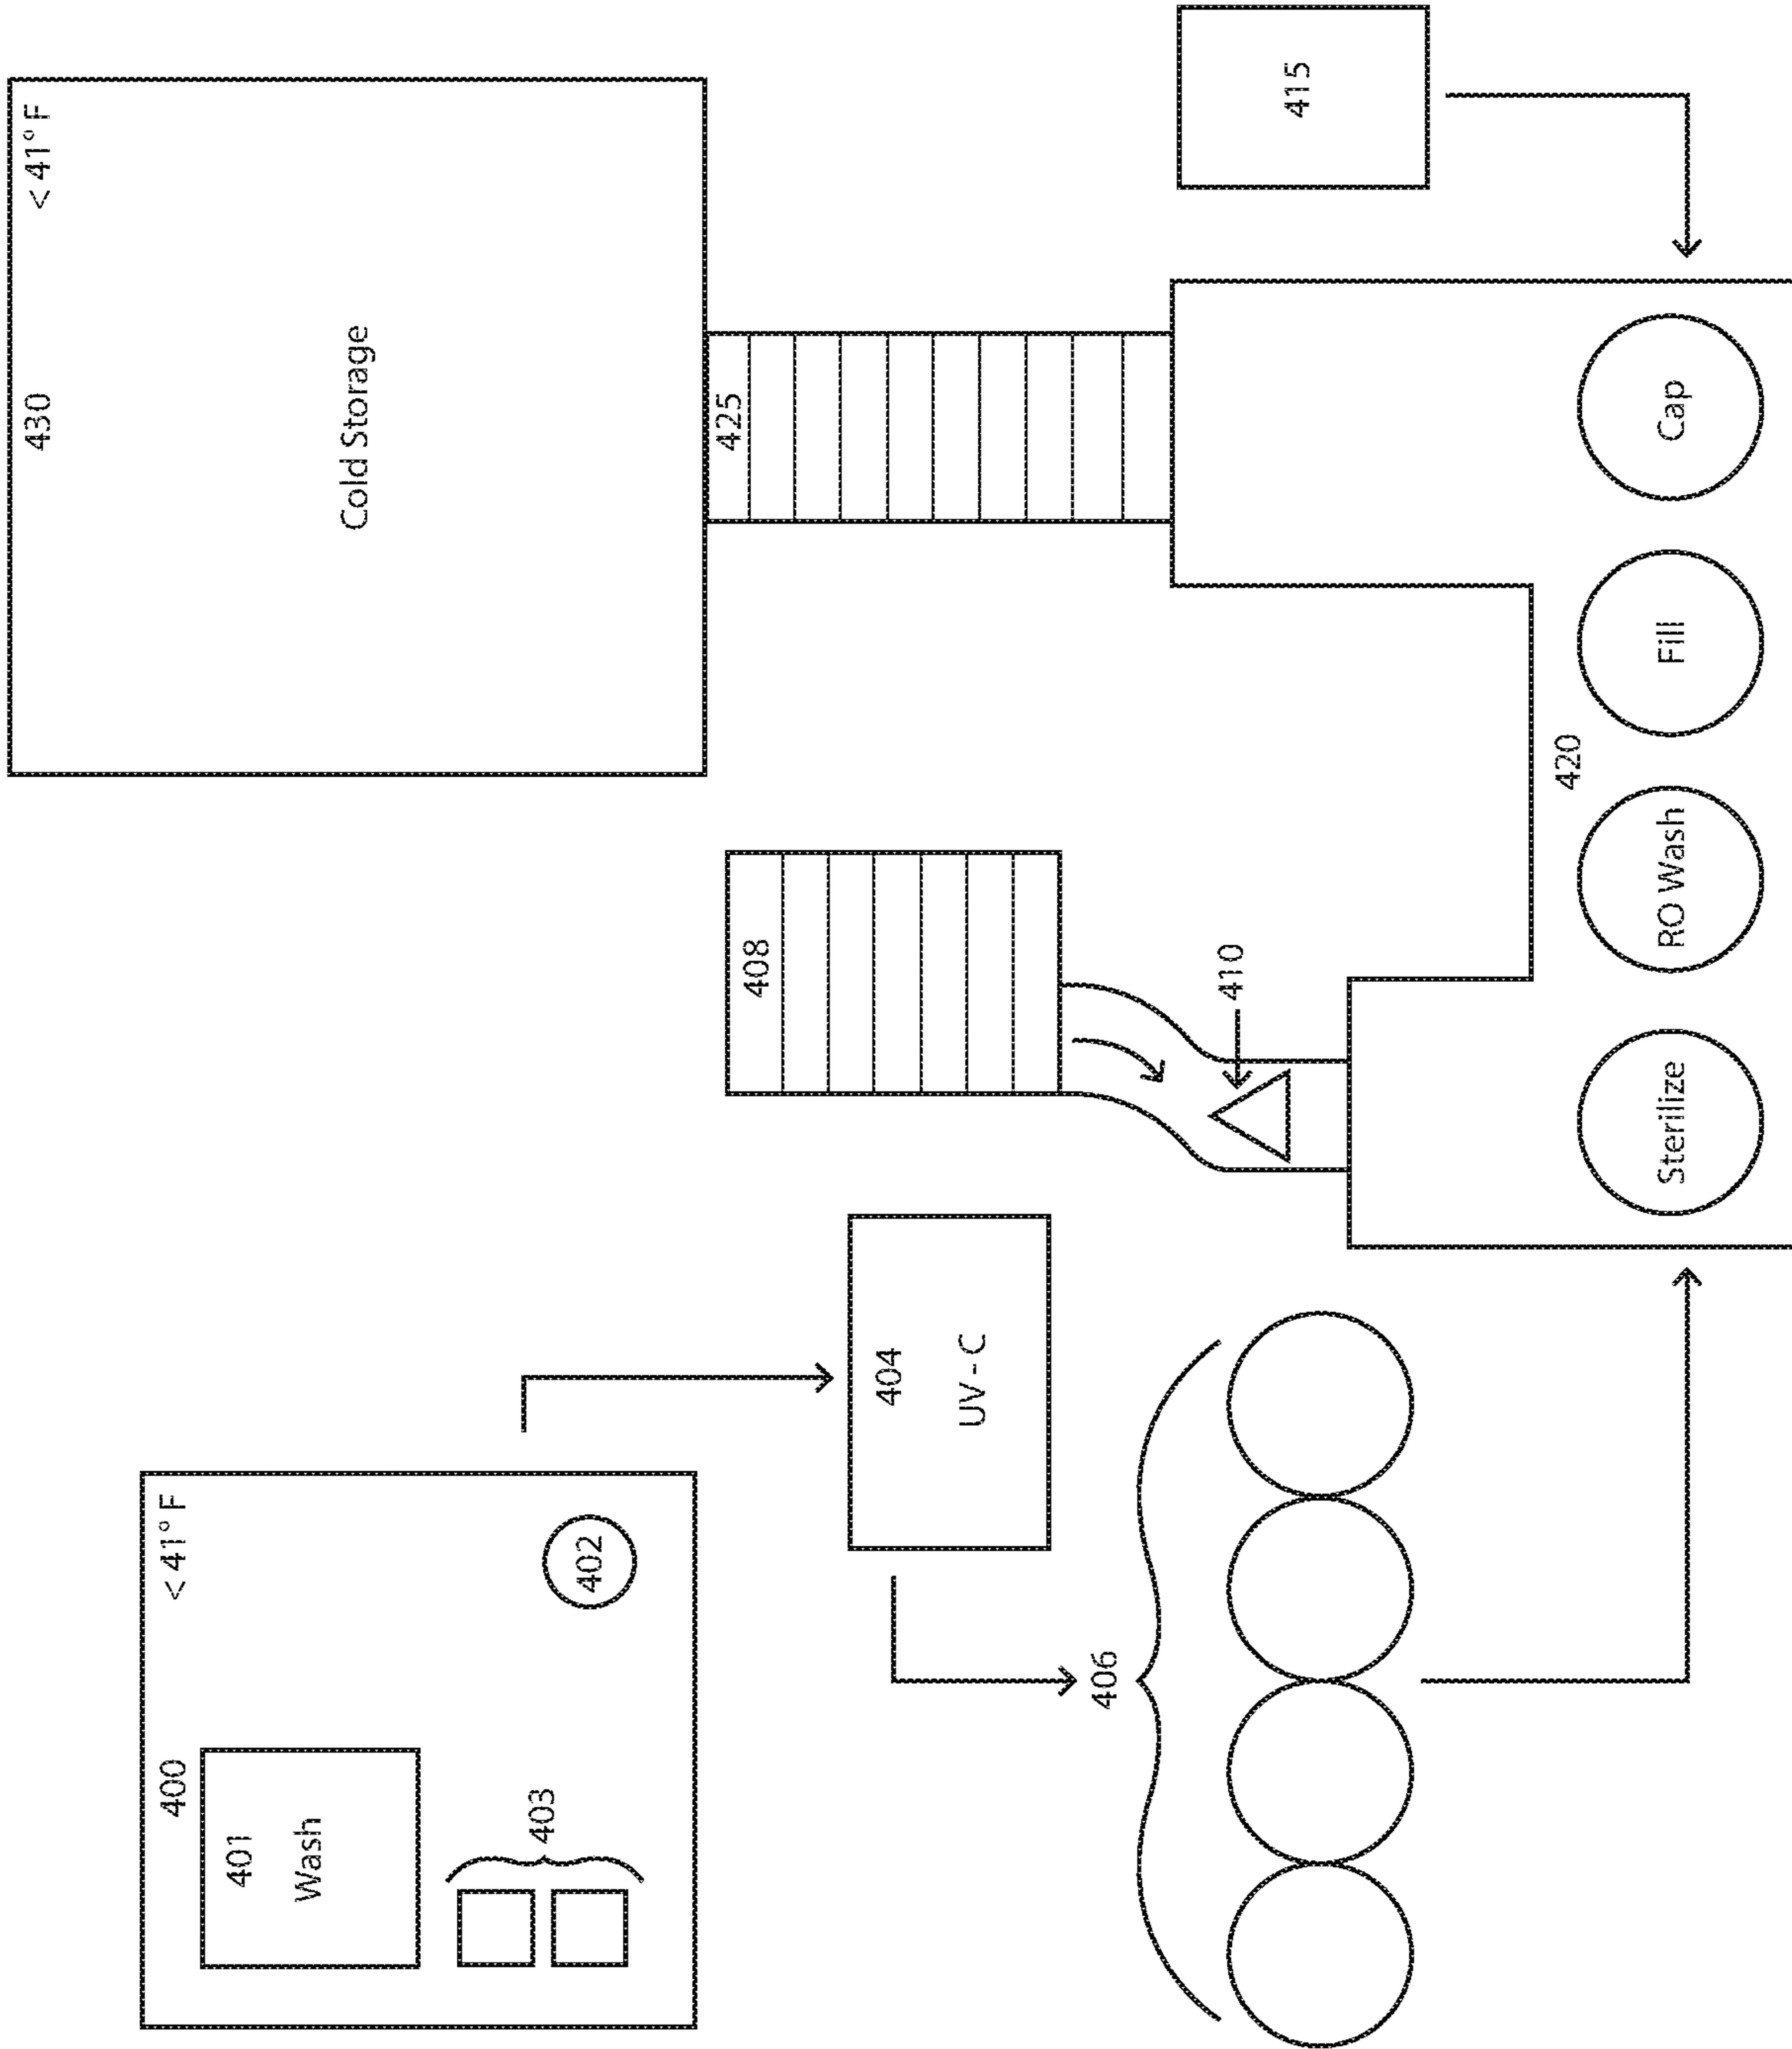 400
< 41° F
401
Wash
403
402
404
UV - C
406
408
410
430
< 41° F
Cold Storage
425
415
420
Sterilize
RO Wash
Fill
Cap